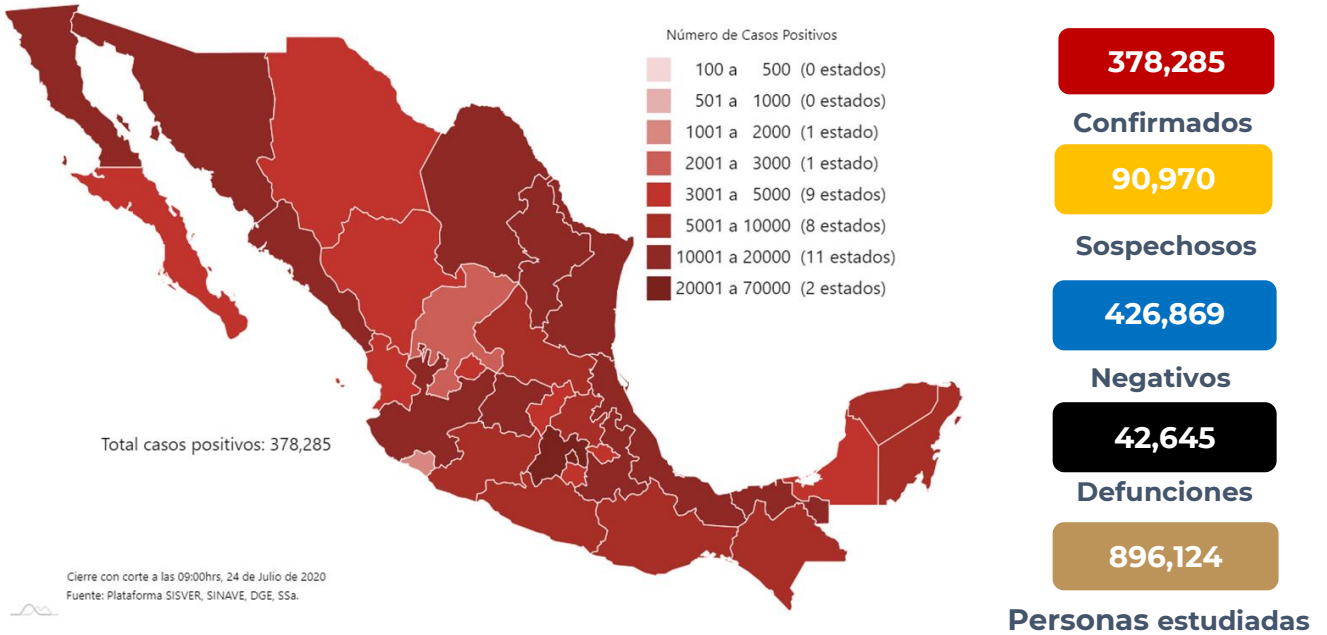 Número de Casos Positivos
100 a 500 (0 estados)
501 a 1000 (0 estados)
1001 a 2000 (1 estado)
2001 a 3000 (1 estado)
3001 a 5000 (9 estados)
5001 a 10000 (8 estados)
10001 a 20000 (11 estados)
20001 a 70000 (2 estados)
Total casos positivos: 378,285
Cierre con corte a las 09:00hrs, 24 de Julio de 2020
Fuente: Plataforma SISVER, SINAVE, DGE, SSa.
378,285
Confirmados
90,970
Sospechosos
426,869
Negativos
42,645
Defunciones
896,124
Personas estudiadas